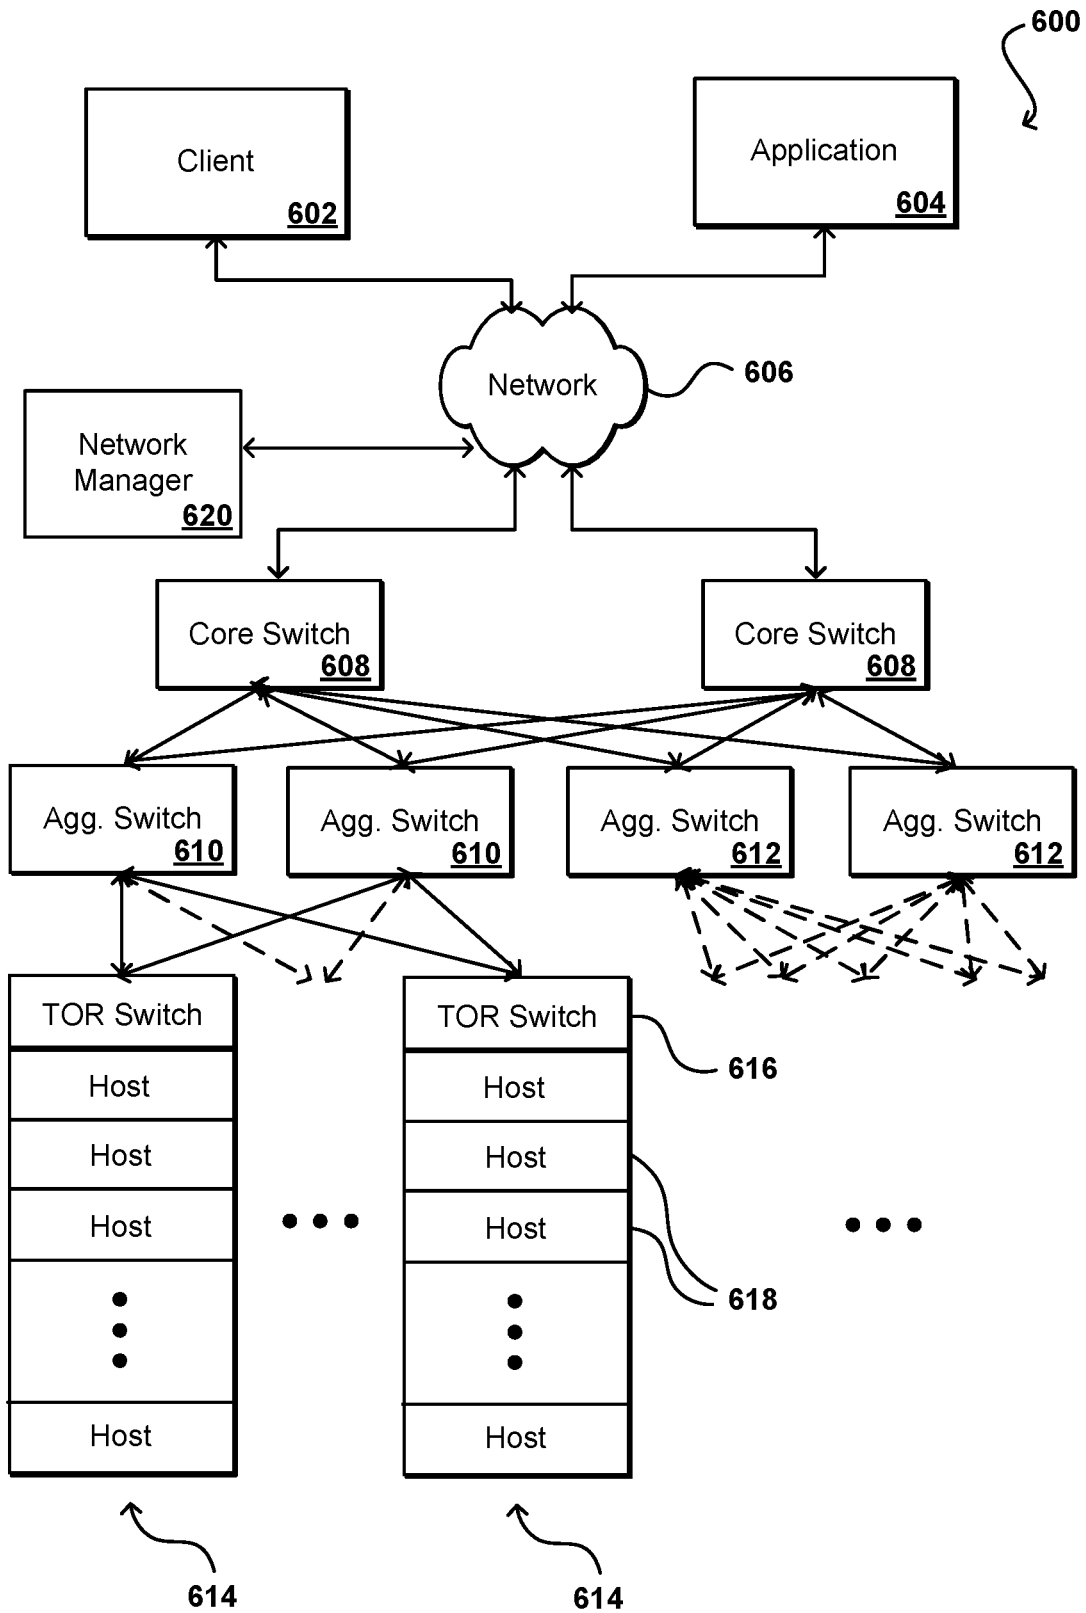 600
Client
602
Application
604
Network
606
Network
Manager
620
Core Switch
608
Core Switch
608
Agg. Switch
610
Agg. Switch
610
Agg. Switch
612
Agg. Switch
612
TOR Switch
Host
Host
Host
Host
614
TOR Switch
616
Host
Host
Host
618
Host
614